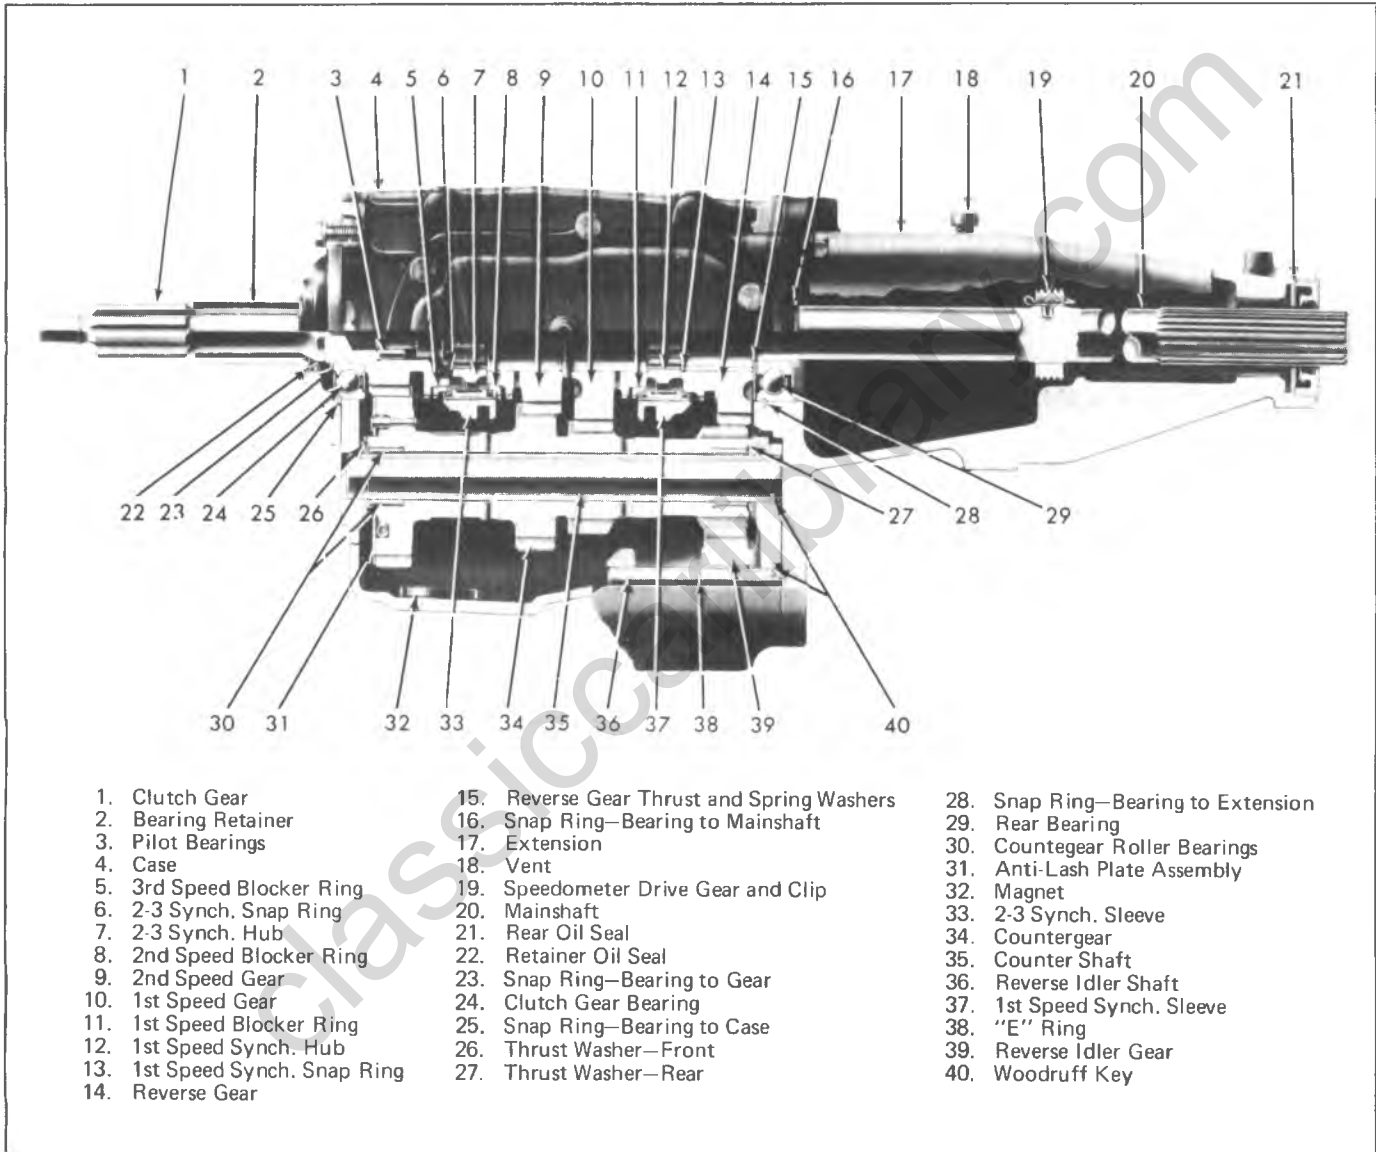 1 2 3 4 5 6 7 8 9 10 11 12 13 14 15 16 17 18 19 20 21
22 23 24 25 26 27 28 29
30 31 32 33 34 35 36 37 38 39 40
1. Clutch Gear
2. Bearing Retainer
3. Pilot Bearings
4. Case
5. 3rd Speed Blocker Ring
6. 2-3 Synch. Snap Ring
7. 2-3 Synch. Hub
8. 2nd Speed Blocker Ring
9. 2nd Speed Gear
10. 1st Speed Gear
11. 1st Speed Blocker Ring
12. 1st Speed Synch. Hub
13. 1st Speed Synch. Snap Ring
14. Reverse Gear
15. Reverse Gear Thrust and Spring Washers
16. Snap Ring—Bearing to Mainshaft
17. Extension
18. Vent
19. Speedometer Drive Gear and Clip
20. Mainshaft
21. Rear Oil Seal
22. Retainer Oil Seal
23. Snap Ring—Bearing to Gear
24. Clutch Gear Bearing
25. Snap Ring—Bearing to Case
26. Thrust Washer—Front
27. Thrust Washer—Rear
28. Snap Ring—Bearing to Extension
29. Rear Bearing
30. Countegear Roller Bearings
31. Anti-Lash Plate Assembly
32. Magnet
33. 2-3 Synch. Sleeve
34. Countergear
35. Counter Shaft
36. Reverse Idler Shaft
37. 1st Speed Synch. Sleeve
38. "E" Ring
39. Reverse Idler Gear
40. Woodruff Key
classiccarlibrary.com